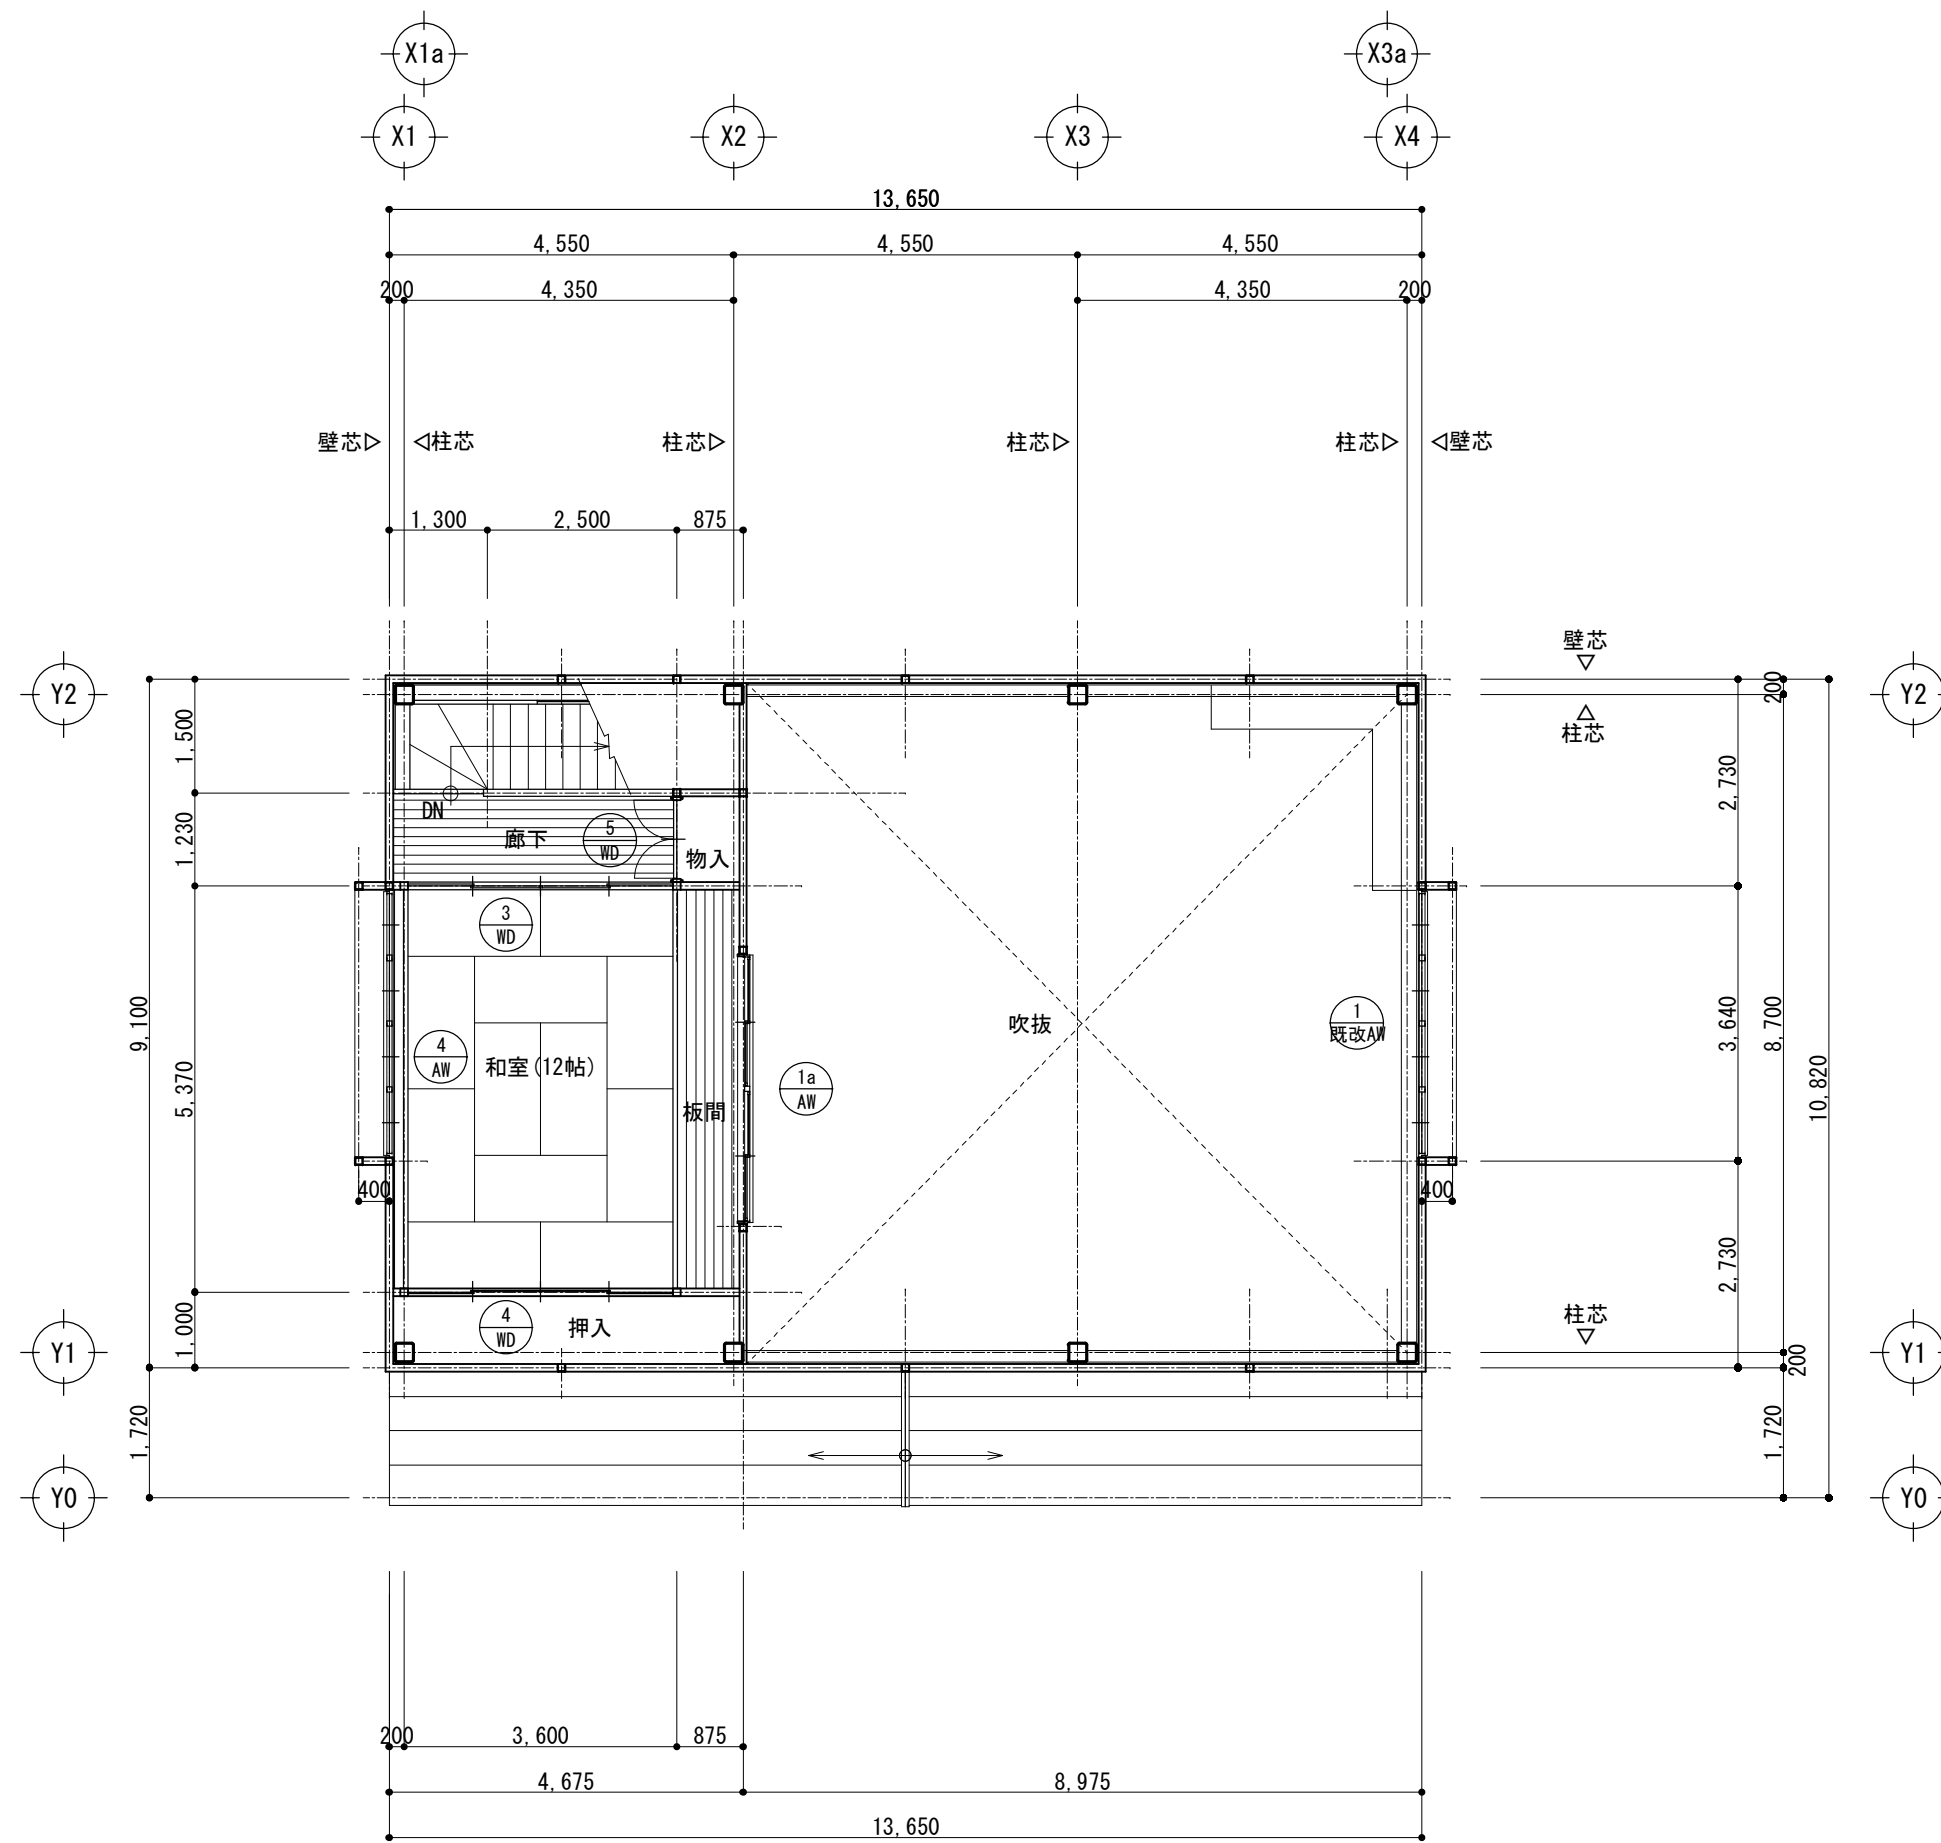 X1a
X3a
X1
X2
X3
X4
13,650
4,550
4,550
4,550
200
4,350
4,350
200
壁芯▷
◁柱芯
柱芯▷
柱芯▷
柱芯▷
◁壁芯
1,300
2,500
875
壁芯
▽
Y2
Y2
200
△
柱芯
1,500
2,730
DN
廊下
5
WD
物入
1,230
3
WD
9,100
5,370
4
AW
和室(12帖)
板間
1a
AW
吹抜
1
既改AW
3,640
8,700
10,820
400
400
2,730
1,000
4
WD
押入
柱芯
▽
Y1
Y1
200
1,720
1,720
Y0
Y0
200
3,600
875
4,675
8,975
13,650